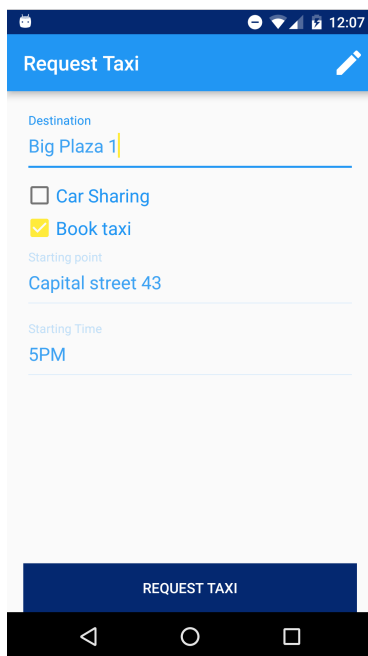 12:07
Request Taxi
Destination
Big Plaza 1
Car Sharing
Book taxi
Starting point
Capital street 43
Starting Time
5PM
REQUEST TAXI